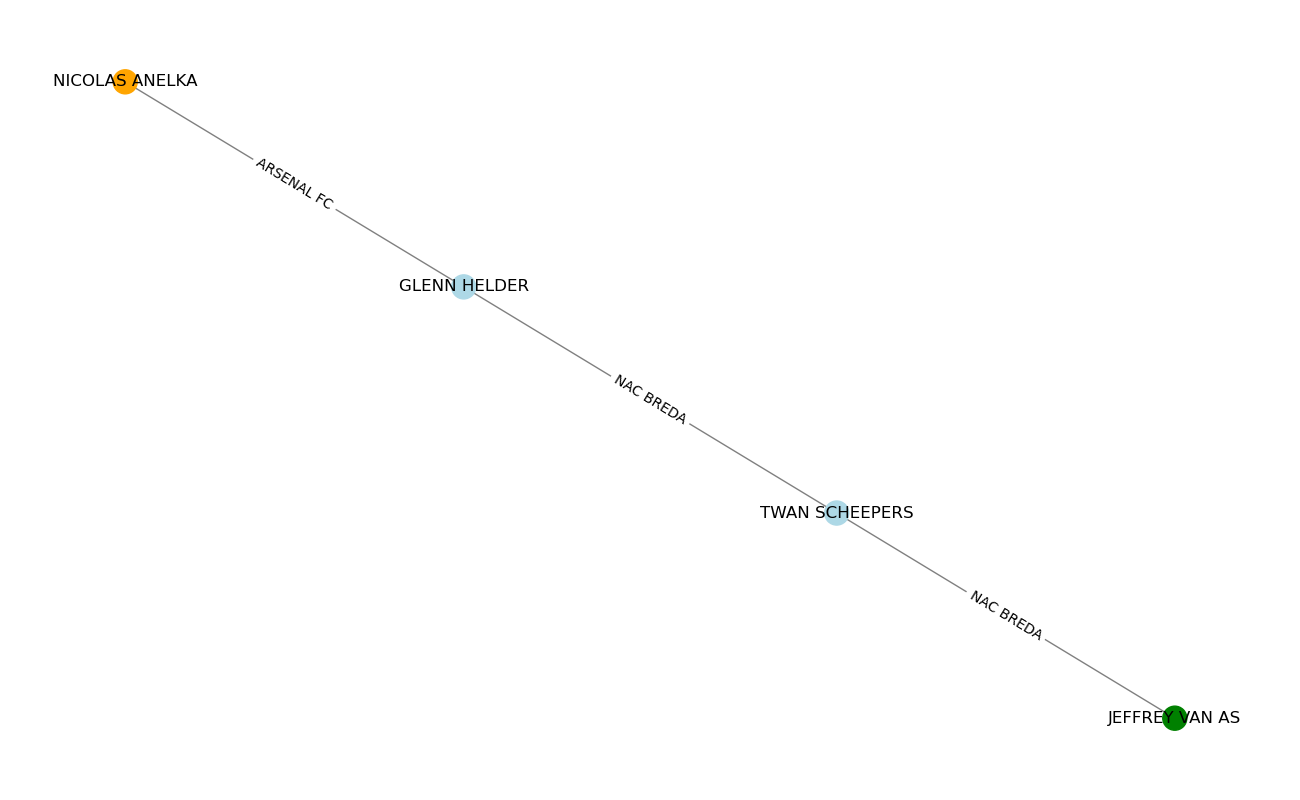 NICOLAS ANELKA
ARSENAL FC
GLENN HELDER
NAC BREDA
TWAN SCHEEPERS
NAC BREDA
JEFFREY VAN AS